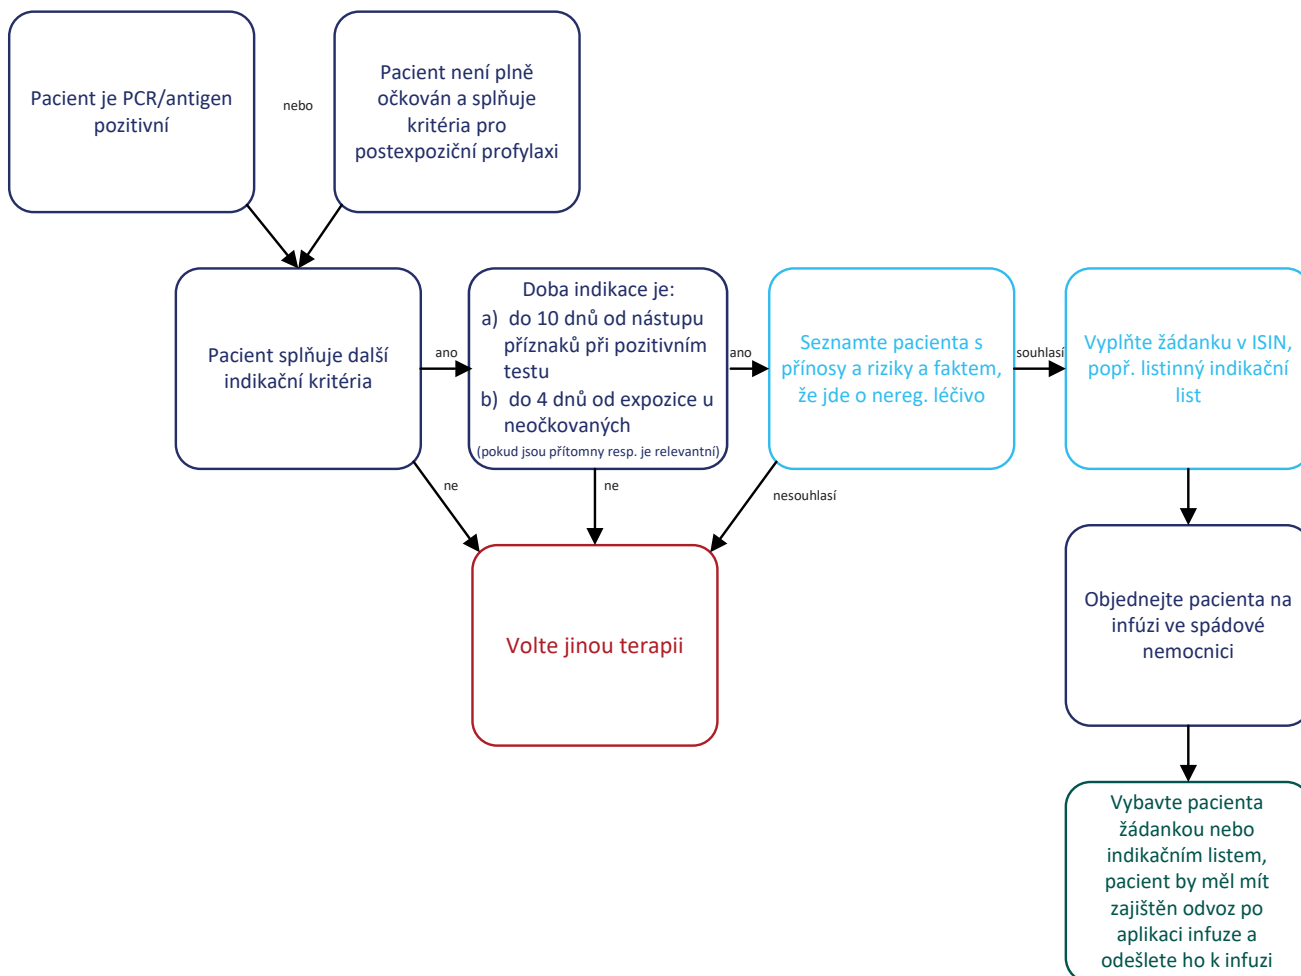 Pacient je PCR/antigen
pozitivní
nebo
Pacient není plně
očkován a splňuje
kritéria pro
postexpoziční profylaxi
Pacient splňuje další
indikační kritéria
ano
Doba indikace je:
a) do 10 dnů od nástupu
příznaků při pozitivním
testu
b) do 4 dnů od expozice u
neočkovaných
(pokud jsou přítomny resp. je relevantní)
ano
Seznamte pacienta s
přínosy a riziky a faktem,
že jde o nereg. léčivo
souhlasí
Vyplňte žádanku v ISIN,
popř. listinný indikační
list
ne
ne
nesouhlasí
Volte jinou terapii
Objednejte pacienta na
infúzi ve spádové
nemocnici
Vybavte pacienta
žádankou nebo
indikačním listem,
pacient by měl mít
zajištěn odvoz po
aplikaci infuze a
odešlete ho k infuzi